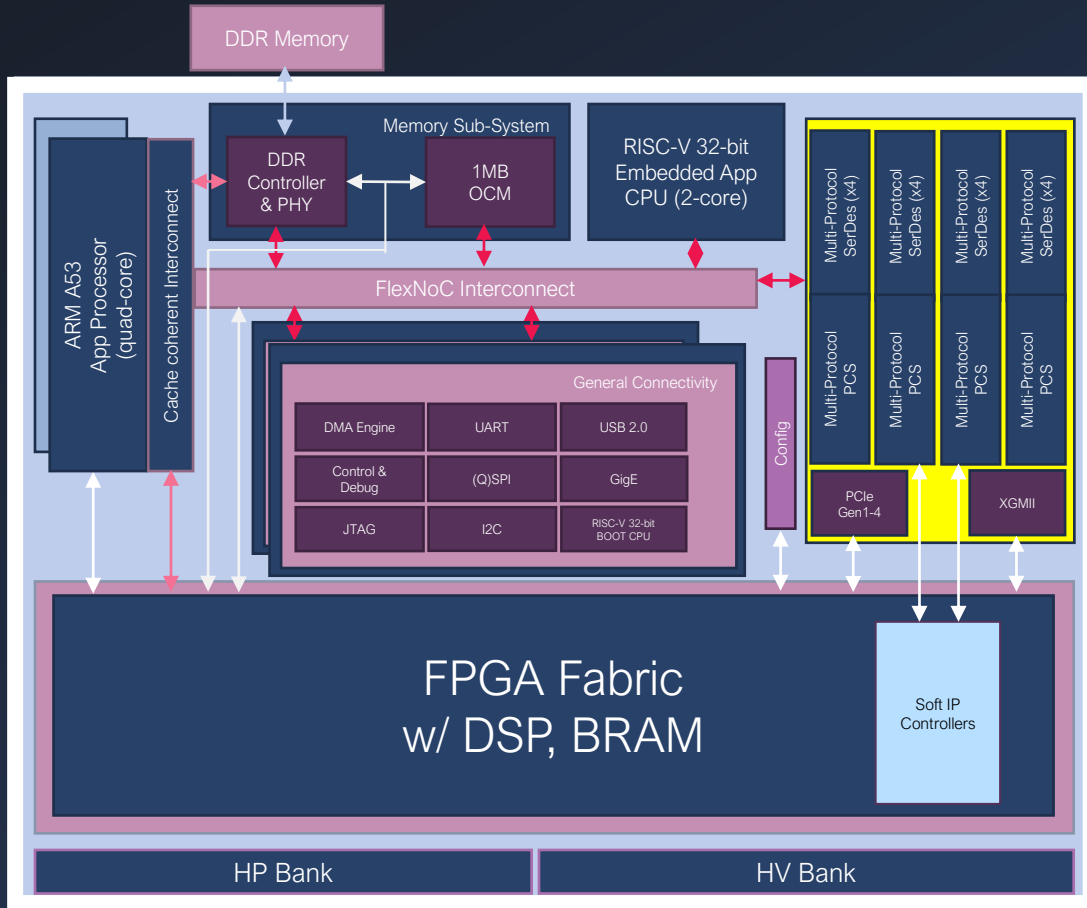 DDR Memory
Memory Sub-System
DDR
Controller
& PHY
1MB
OCM
RISC-V 32-bit
Embedded App
CPU (2-core)
ARM A53
App Processor
(quad-core)
Cache coherent Interconnect
FlexNoC Interconnect
Multi-Protocol
SerDes (x4)
Multi-Protocol
SerDes (x4)
Multi-Protocol
SerDes (x4)
Multi-Protocol
SerDes (x4)
Multi-Protocol
PCS
Multi-Protocol
PCS
Multi-Protocol
PCS
Multi-Protocol
PCS
PCIe
Gen1-4
XGMII
General Connectivity
DMA Engine
UART
USB 2.0
Control &
Debug
(Q)SPI
GigE
JTAG
I2C
RISC-V 32-bit
BOOT CPU
Config
FPGA Fabric
w/ DSP, BRAM
Soft IP
Controllers
HP Bank
HV Bank